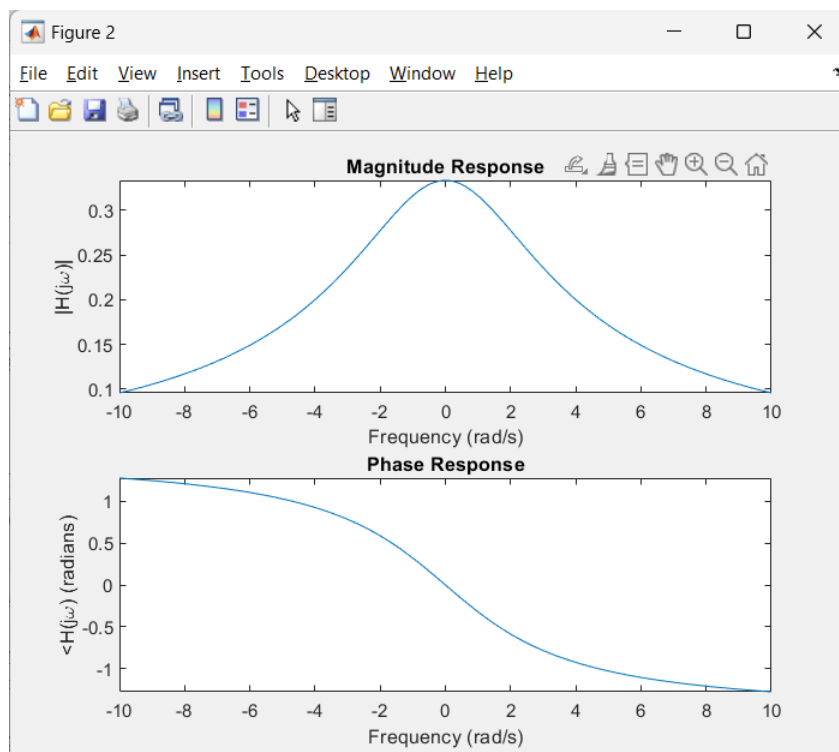 Figure 2
File Edit View Insert Tools Desktop Window Help
Magnitude Response
0.3
0.25
0.2
0.15
0.1
|H(jω)|
-10 -8 -6 -4 -2 0 2 4 6 8 10
Frequency (rad/s)
Phase Response
1
0.5
0
-0.5
-1
<H(jω) (radians)
-10 -8 -6 -4 -2 0 2 4 6 8 10
Frequency (rad/s)